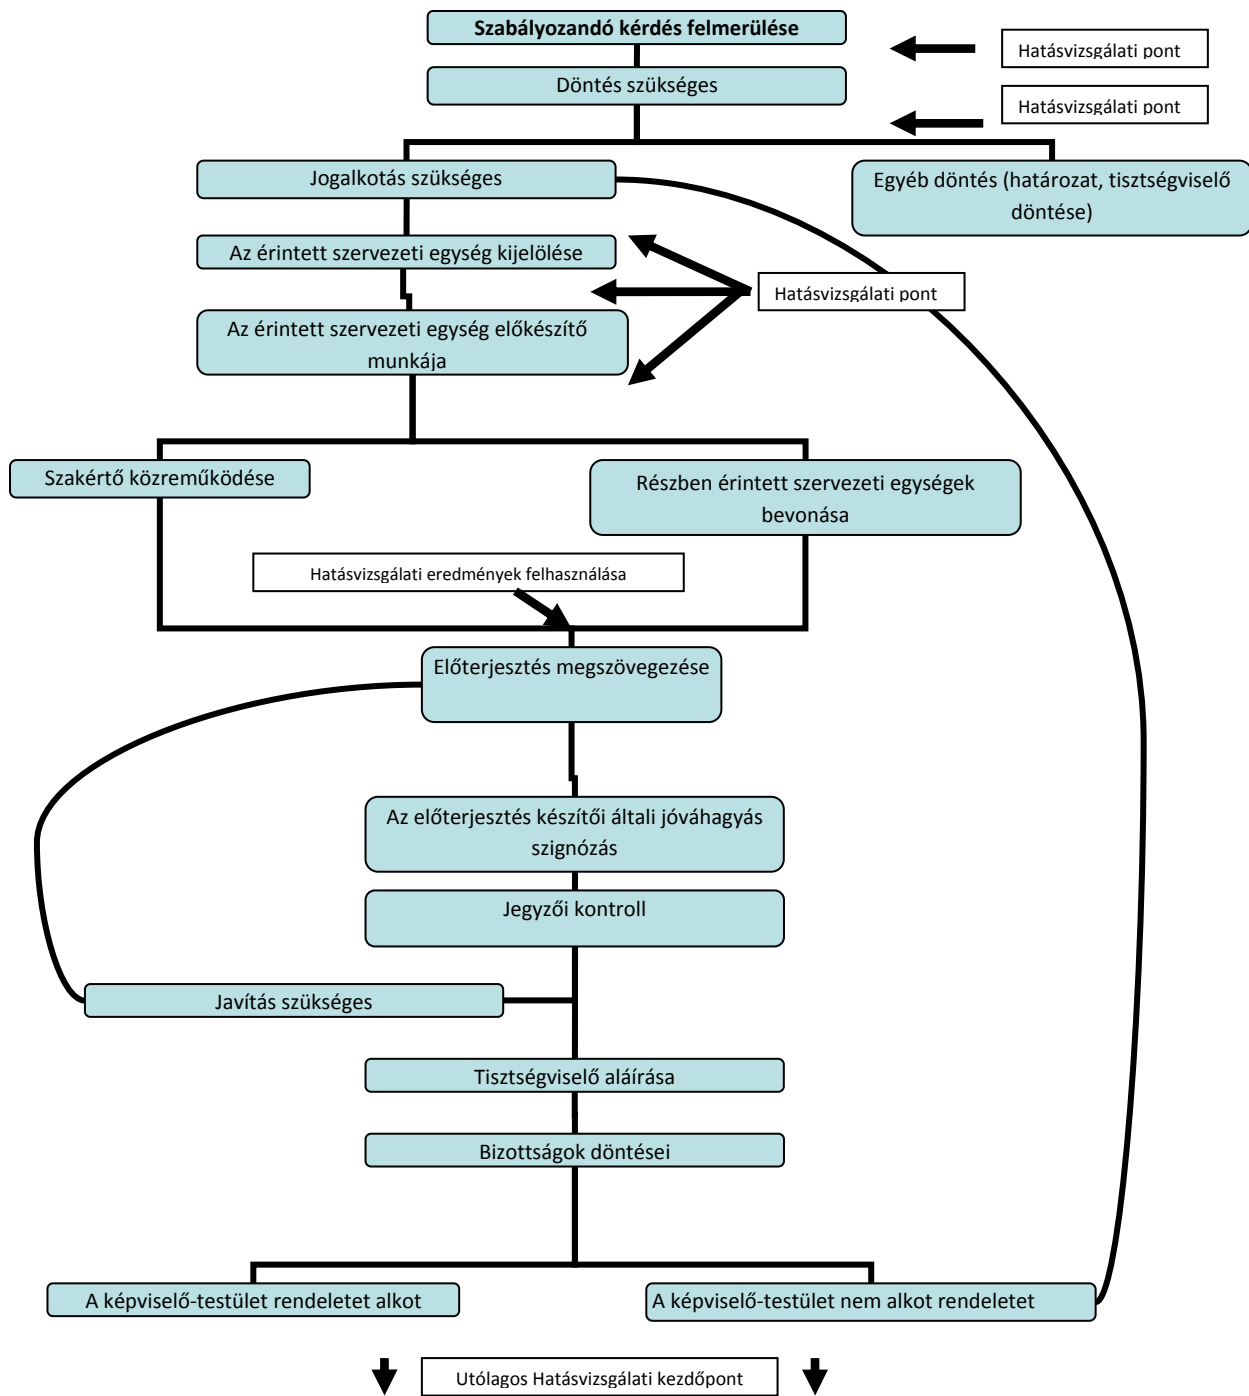 Szabályozandó kérdés felmerülése
Hatásvizsgálati pont
Döntés szükséges
Hatásvizsgálati pont
Jogalkotás szükséges
Egyéb döntés (határozat, tisztségviselő
döntése)
Az érintett szervezeti egység kijelölése
Hatásvizsgálati pont
Az érintett szervezeti egység előkészítő
munkája
Szakértő közreműködése
Részben érintett szervezeti egységek
bevonása
Hatásvizsgálati eredmények felhasználása
Előterjesztés megszövegezése
Az előterjesztés készítői általi jóváhagyás
szignózás
Jegyzői kontroll
Javítás szükséges
Tisztségviselő aláírása
Bizottságok döntései
A képviselő-testület rendeletet alkot
A képviselő-testület nem alkot rendeletet
Utólagos Hatásvizsgálati kezdőpont